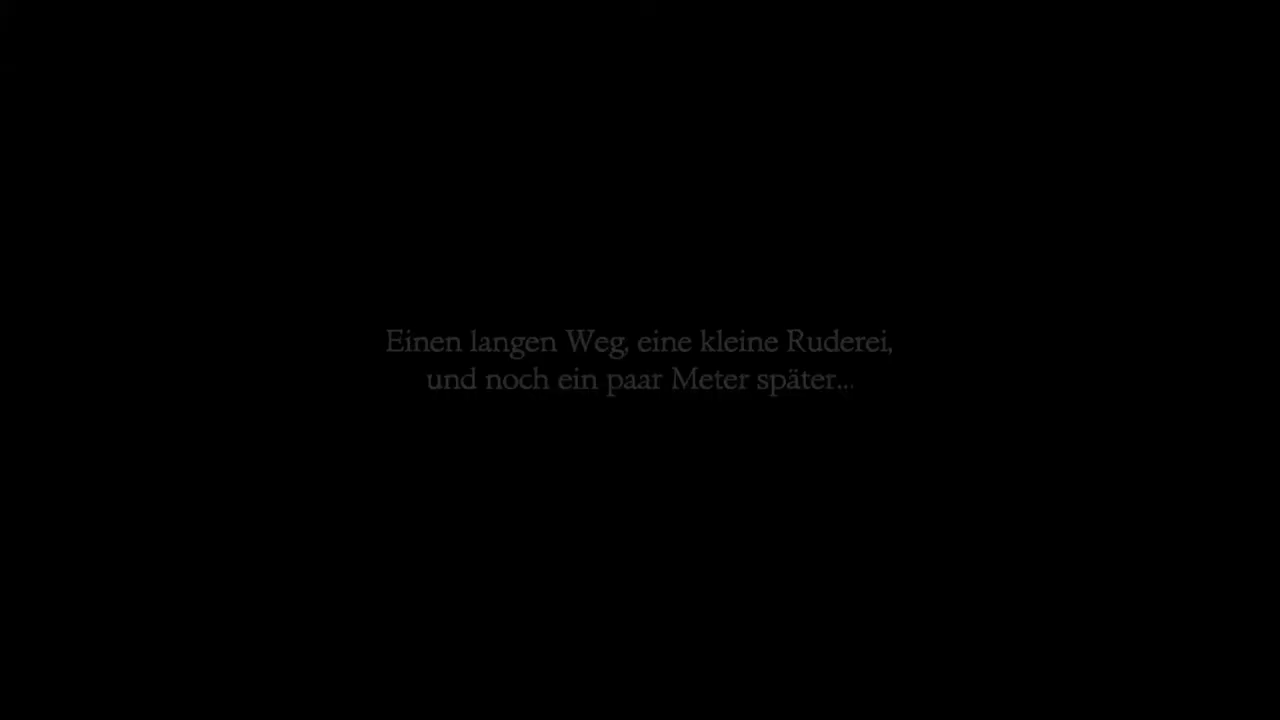 Einen langen Weg, eine kleine Ruderei,
und noch ein paar Meter später...